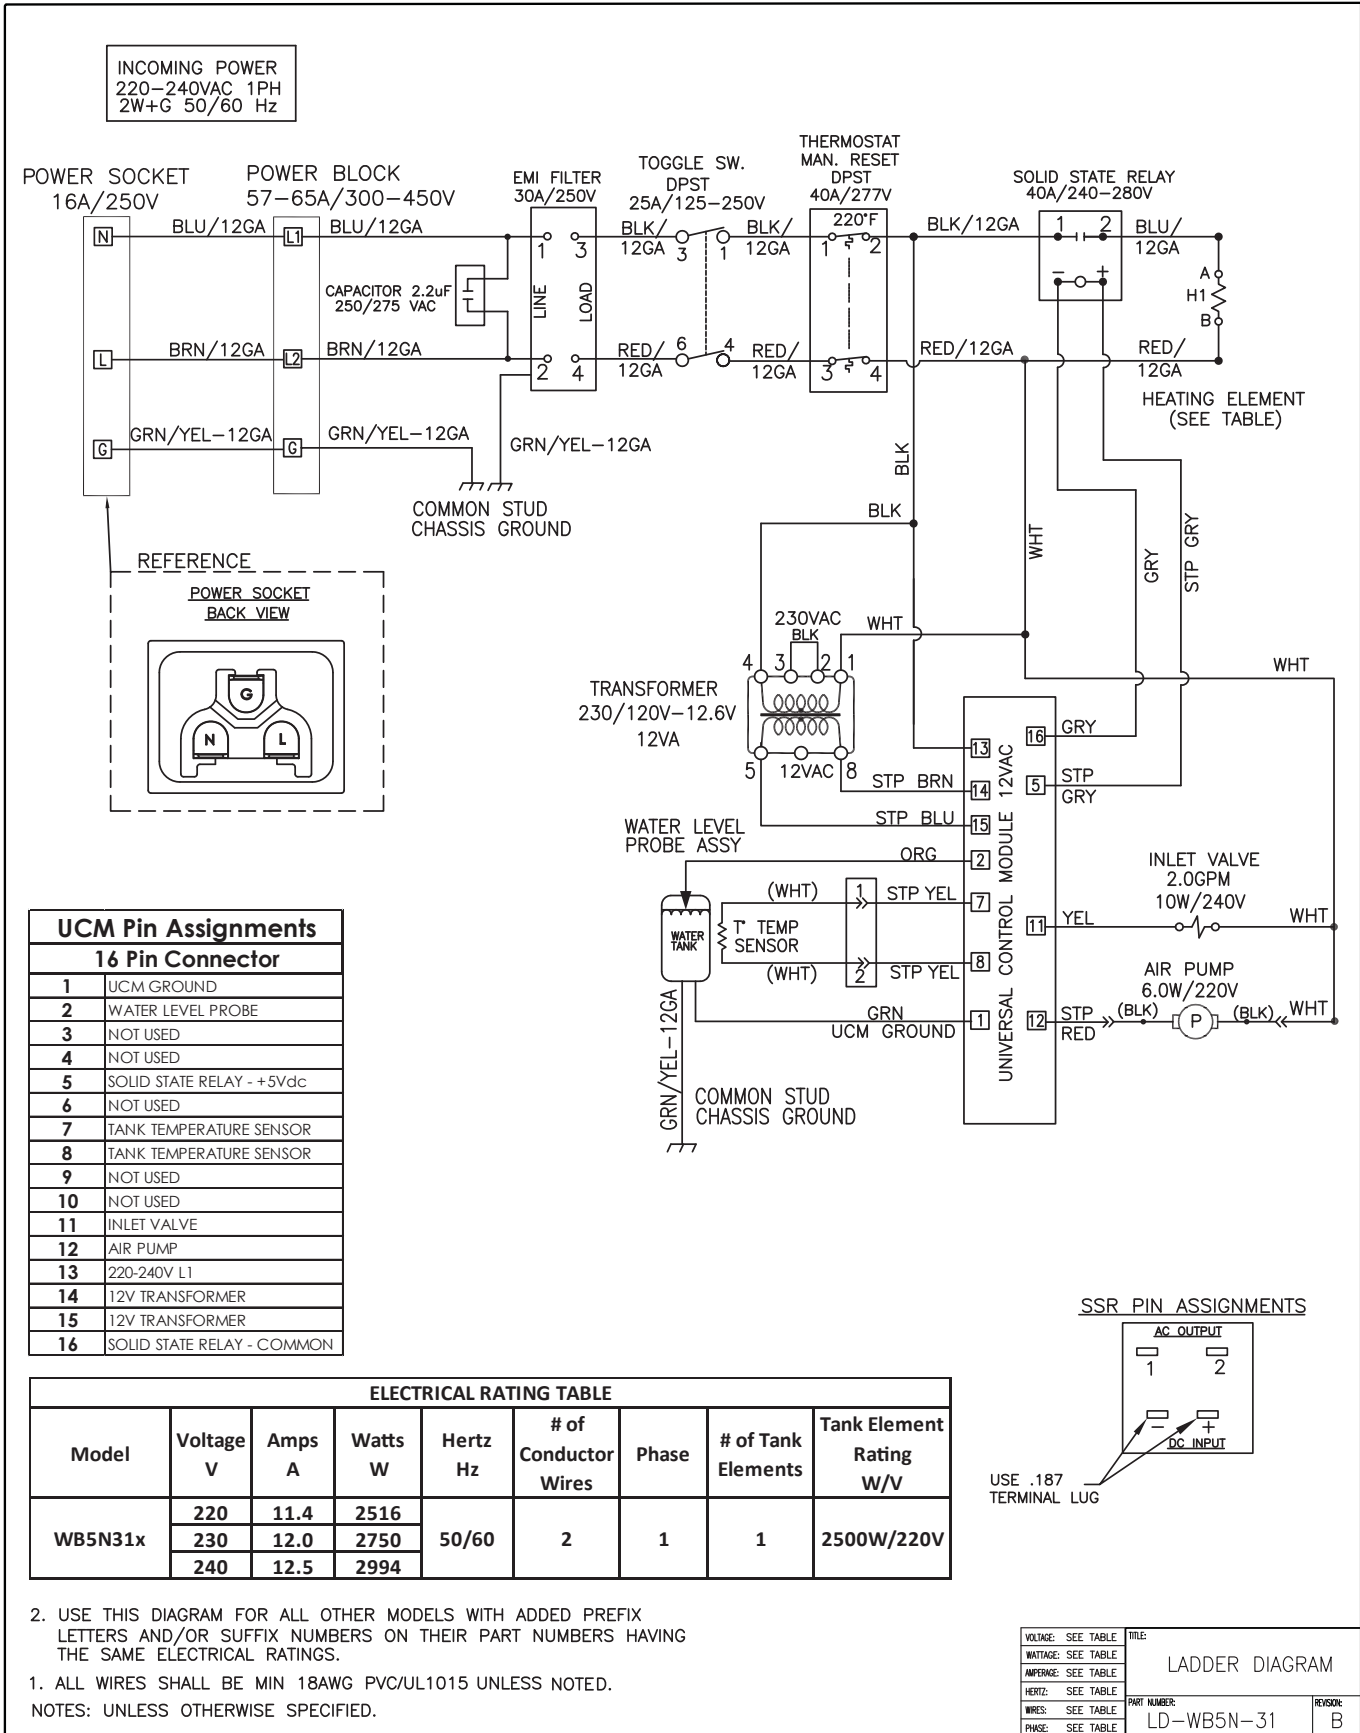 INCOMING POWER
220-240VAC 1PH
2W+G 50/60 Hz
POWER SOCKET
16A/250V
POWER BLOCK
57-65A/300-450V
EMI FILTER
30A/250V
TOGGLE SW.
DPST
25A/125-250V
THERMOSTAT
MAN. RESET
DPST
40A/277V
SOLID STATE RELAY
40A/240-280V
N
BLU/12GA
L1
BLU/12GA
1
3
BLK/
12GA
3
1
BLK/
12GA
220°F
1
2
BLK/12GA
1
2
BLU/
12GA
- +
A
H1
B
CAPACITOR 2.2uF
250/275 VAC
LINE
LOAD
L
BRN/12GA
L2
BRN/12GA
2
4
RED/
12GA
6
4
RED/
12GA
3
4
RED/12GA
RED/
12GA
HEATING ELEMENT
(SEE TABLE)
G
GRN/YEL-12GA
G
GRN/YEL-12GA
GRN/YEL-12GA
COMMON STUD
CHASSIS GROUND
BLK
BLK
WHT
GRY
STP GRY
REFERENCE
POWER SOCKET
BACK VIEW
G
N
L
230VAC
BLK
WHT
4
3
2
1
WHT
TRANSFORMER
230/120V-12.6V
12VA
5
12VAC
8
STP BRN
STP BLU
13
14
15
2
7
8
1
UNIVERSAL CONTROL MODULE 12VAC
16
GRY
5
STP
GRY
11
YEL
12
STP
RED
WATER LEVEL
PROBE ASSY
ORG
WATER
TANK
(WHT)
1
STP YEL
T° TEMP
SENSOR
(WHT)
2
STP YEL
GRN
UCM GROUND
GRN/YEL-12GA
COMMON STUD
CHASSIS GROUND
INLET VALVE
2.0GPM
10W/240V
WHT
AIR PUMP
6.0W/220V
(BLK)
P
(BLK)
WHT
UCM Pin Assignments
16 Pin Connector
1 UCM GROUND
2 WATER LEVEL PROBE
3 NOT USED
4 NOT USED
5 SOLID STATE RELAY - +5Vdc
6 NOT USED
7 TANK TEMPERATURE SENSOR
8 TANK TEMPERATURE SENSOR
9 NOT USED
10 NOT USED
11 INLET VALVE
12 AIR PUMP
13 220-240V L1
14 12V TRANSFORMER
15 12V TRANSFORMER
16 SOLID STATE RELAY - COMMON
SSR PIN ASSIGNMENTS
AC OUTPUT
1 2
- +
DC INPUT
USE .187
TERMINAL LUG
ELECTRICAL RATING TABLE
Model
Voltage
V
Amps
A
Watts
W
Hertz
Hz
# of
Conductor
Wires
Phase
# of Tank
Elements
Tank Element
Rating
W/V
WB5N31x
220 11.4 2516
230 12.0 2750
240 12.5 2994
50/60
2
1
1
2500W/220V
2. USE THIS DIAGRAM FOR ALL OTHER MODELS WITH ADDED PREFIX
LETTERS AND/OR SUFFIX NUMBERS ON THEIR PART NUMBERS HAVING
THE SAME ELECTRICAL RATINGS.
1. ALL WIRES SHALL BE MIN 18AWG PVC/UL1015 UNLESS NOTED.
NOTES: UNLESS OTHERWISE SPECIFIED.
VOLTAGE: SEE TABLE
WATTAGE: SEE TABLE
AMPERAGE: SEE TABLE
HERTZ: SEE TABLE
WIRES: SEE TABLE
PHASE: SEE TABLE
TITLE:
LADDER DIAGRAM
PART NUMBER:
LD-WB5N-31
REVISION:
B